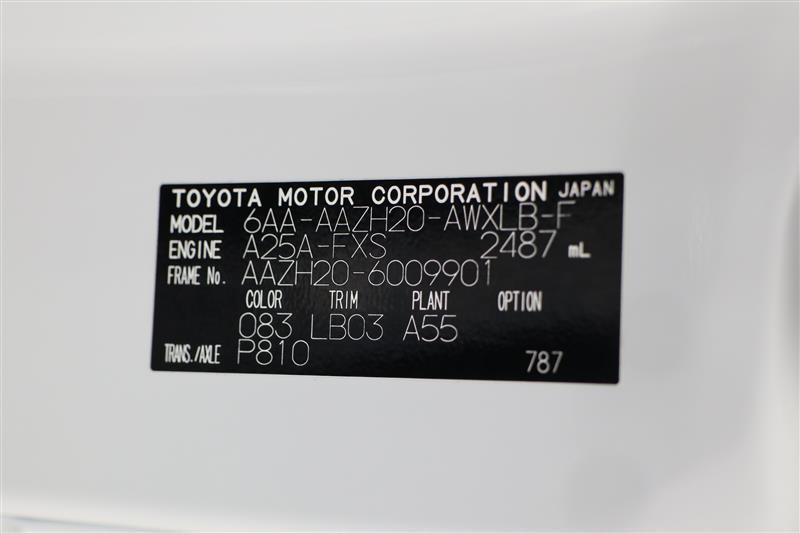 TOYOTA MOTOR CORPORATION JAPAN
MODEL 6AA-AAZH20-AWXLB-F
ENGINE A25A-FXS 2487 mL
FRAME No. AAZH20-6009901
COLOR TRIM PLANT OPTION
083 LB03 A55
TRANS./AXLE P810 787